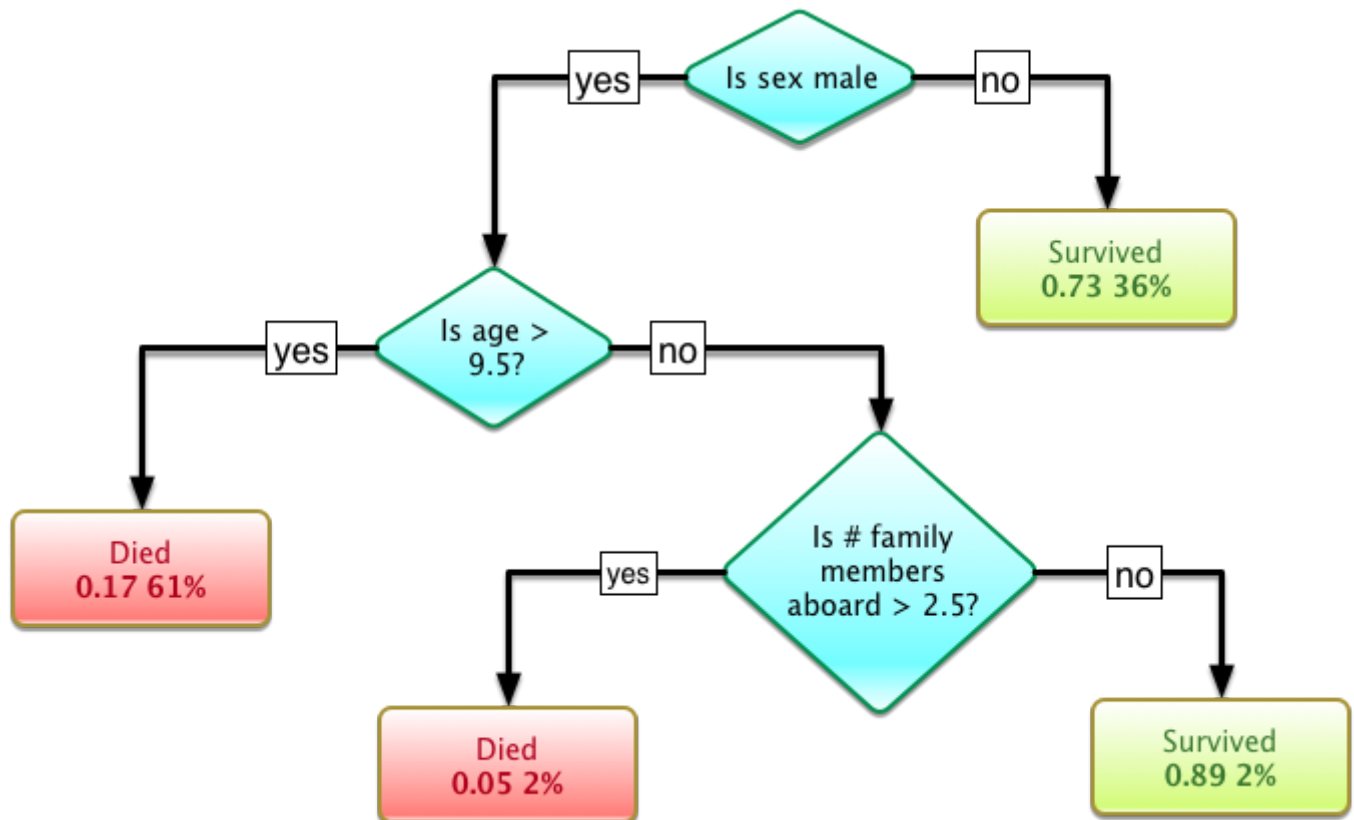 Is sex male
yes
no
Survived
0.73 36%
Is age >
9.5?
yes
no
Died
0.17 61%
Is # family
members
aboard > 2.5?
yes
no
Died
0.05 2%
Survived
0.89 2%